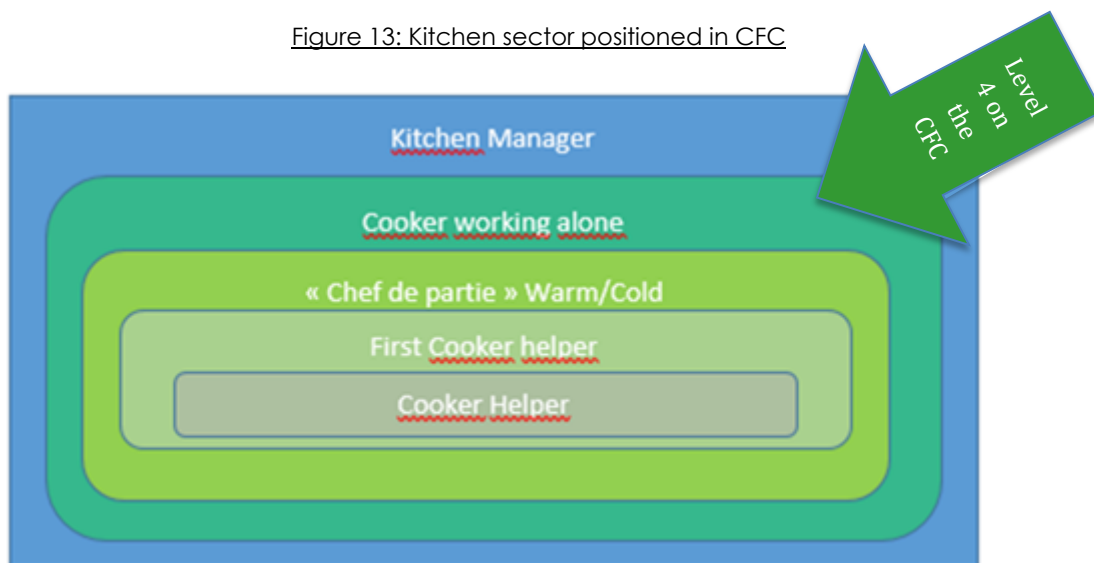 Figure 13: Kitchen sector positioned in CFC
Level
4 on
the
CFC
Kitchen Manager
Cooker working alone
« Chef de partie » Warm/Cold
First Cooker helper
Cooker Helper